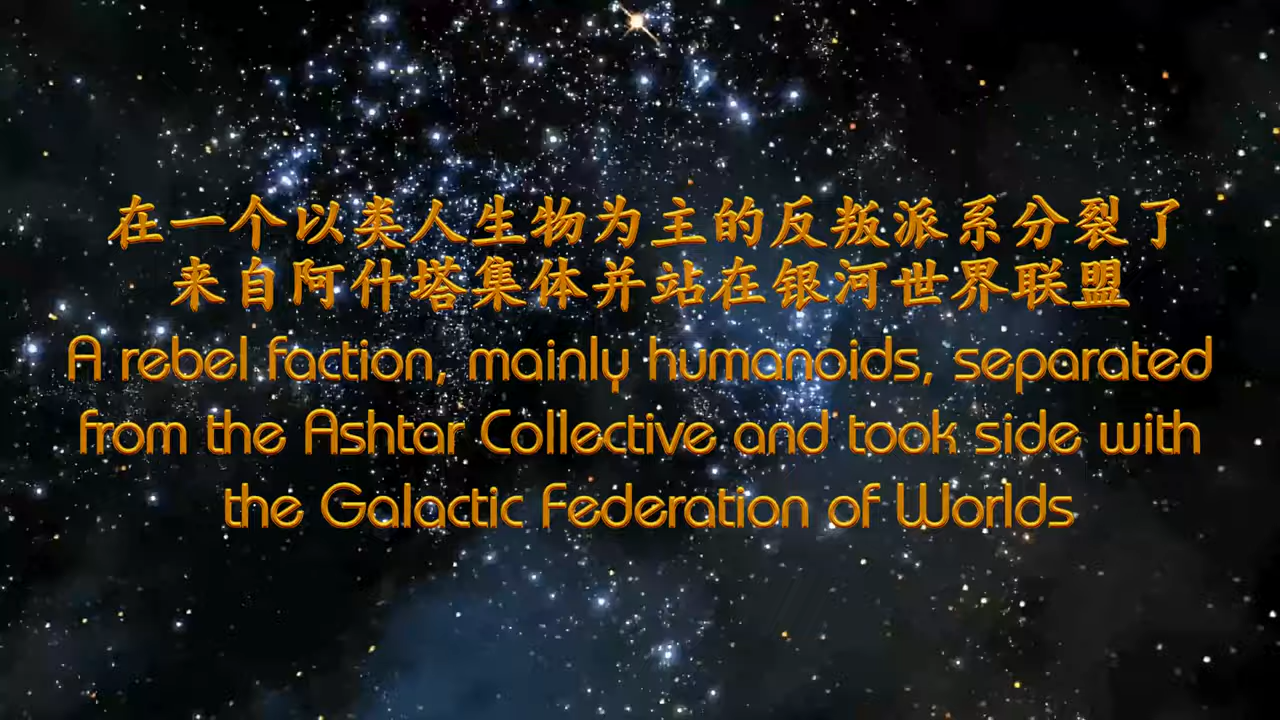 在一个以类人生物为主的反叛派系分裂了
来自阿什塔集体并站在银河世界联盟
A rebel faction, mainly humanoids, separated
from the Ashtar Collective and took side with
the Galactic Federation of Worlds